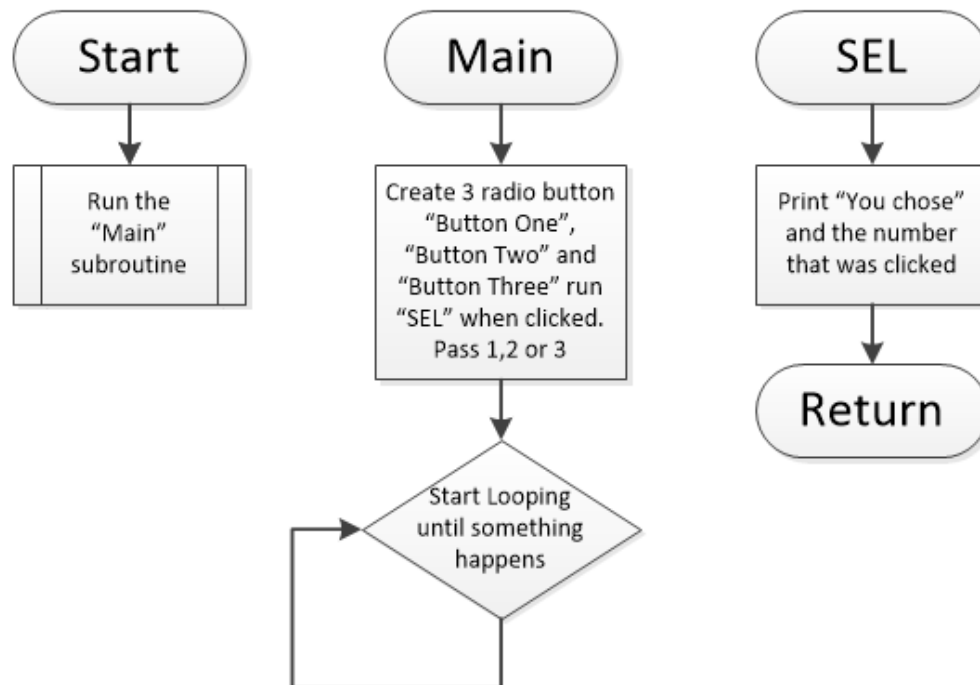 Start
Run the
“Main”
subroutine
Main
Create 3 radio button
“Button One”,
“Button Two” and
“Button Three” run
“SEL” when clicked.
Pass 1,2 or 3
Start Looping
until something
happens
SEL
Print “You chose”
and the number
that was clicked
Return